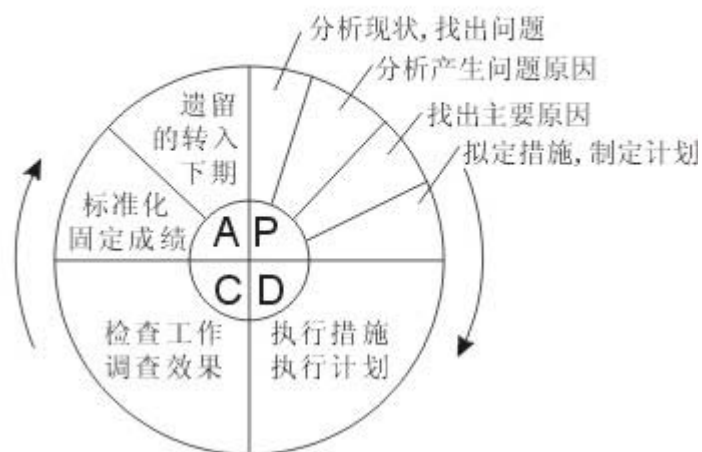 分析现状,找出问题
分析产生问题原因
找出主要原因
拟定措施,制定计划
遗留
的转入
下期
标准化
固定成绩
A P
C D
检查工作
调查效果
执行措施
执行计划